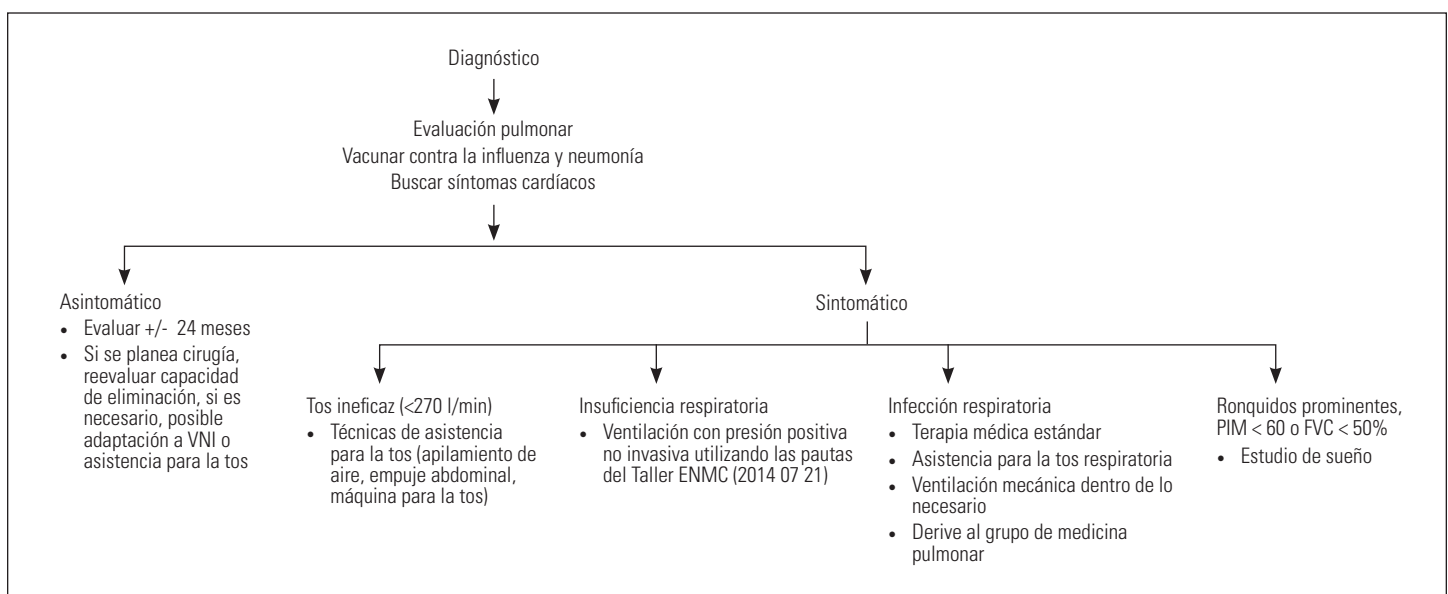 Diagnóstico
Evaluación pulmonar
Vacunar contra la influenza y neumonía
Buscar síntomas cardíacos
Asintomático
• Evaluar +/- 24 meses
• Si se planea cirugía,
reevaluar capacidad
de eliminación, si es
necesario, posible
adaptación a VNI o
asistencia para la tos
Sintomático
Tos ineficaz (<270 l/min)
• Técnicas de asistencia
para la tos (apilamiento de
aire, empuje abdominal,
máquina para la tos)
Insuficiencia respiratoria
• Ventilación con presión positiva
no invasiva utilizando las pautas
del Taller ENMC (2014 07 21)
Infección respiratoria
• Terapia médica estándar
• Asistencia para la tos respiratoria
• Ventilación mecánica dentro de lo
necesario
• Derive al grupo de medicina
pulmonar
Ronquidos prominentes,
PIM < 60 o FVC < 50%
• Estudio de sueño